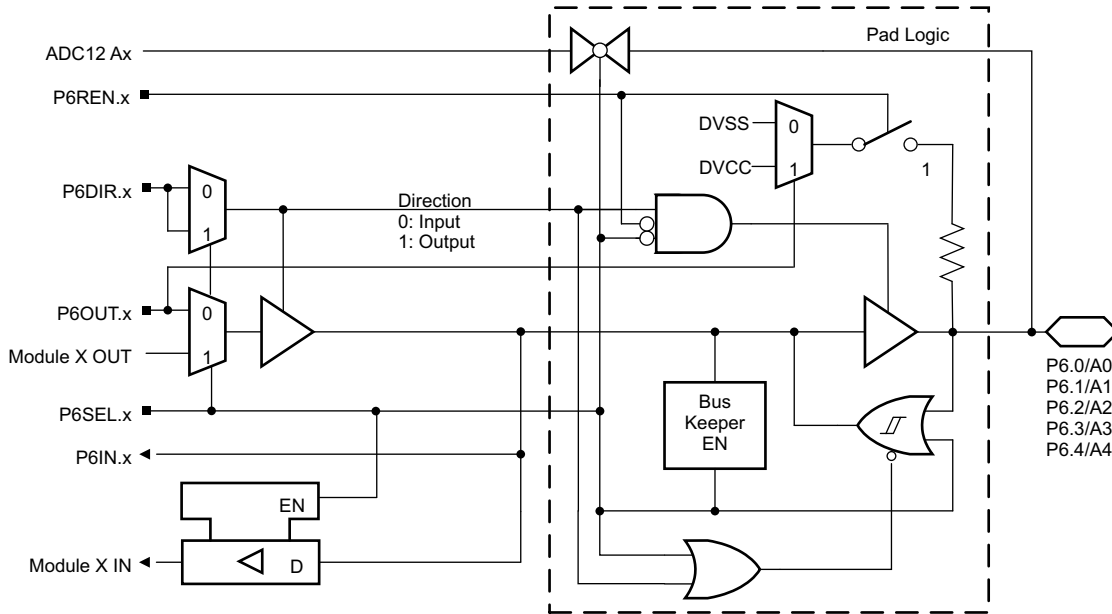 Pad Logic
ADC12 Ax
P6REN.x
DVSS
0
DVCC
1
1
P6DIR.x
0
1
Direction
0: Input
1: Output
P6OUT.x
0
Module X OUT
1
P6SEL.x
P6IN.x
Bus
Keeper
EN
P6.0/A0
P6.1/A1
P6.2/A2
P6.3/A3
P6.4/A4
EN
Module X IN
D